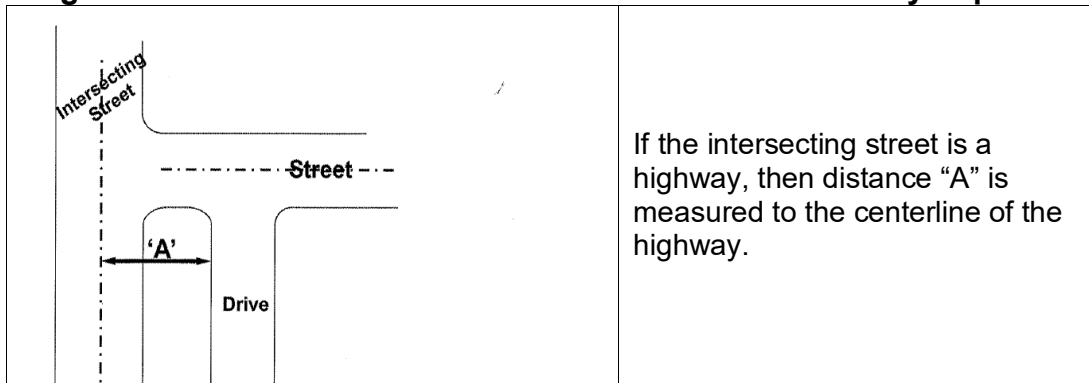 Intersecting
Street
Street
'A'
Drive
If the intersecting street is a
highway, then distance “A” is
measured to the centerline of the
highway.